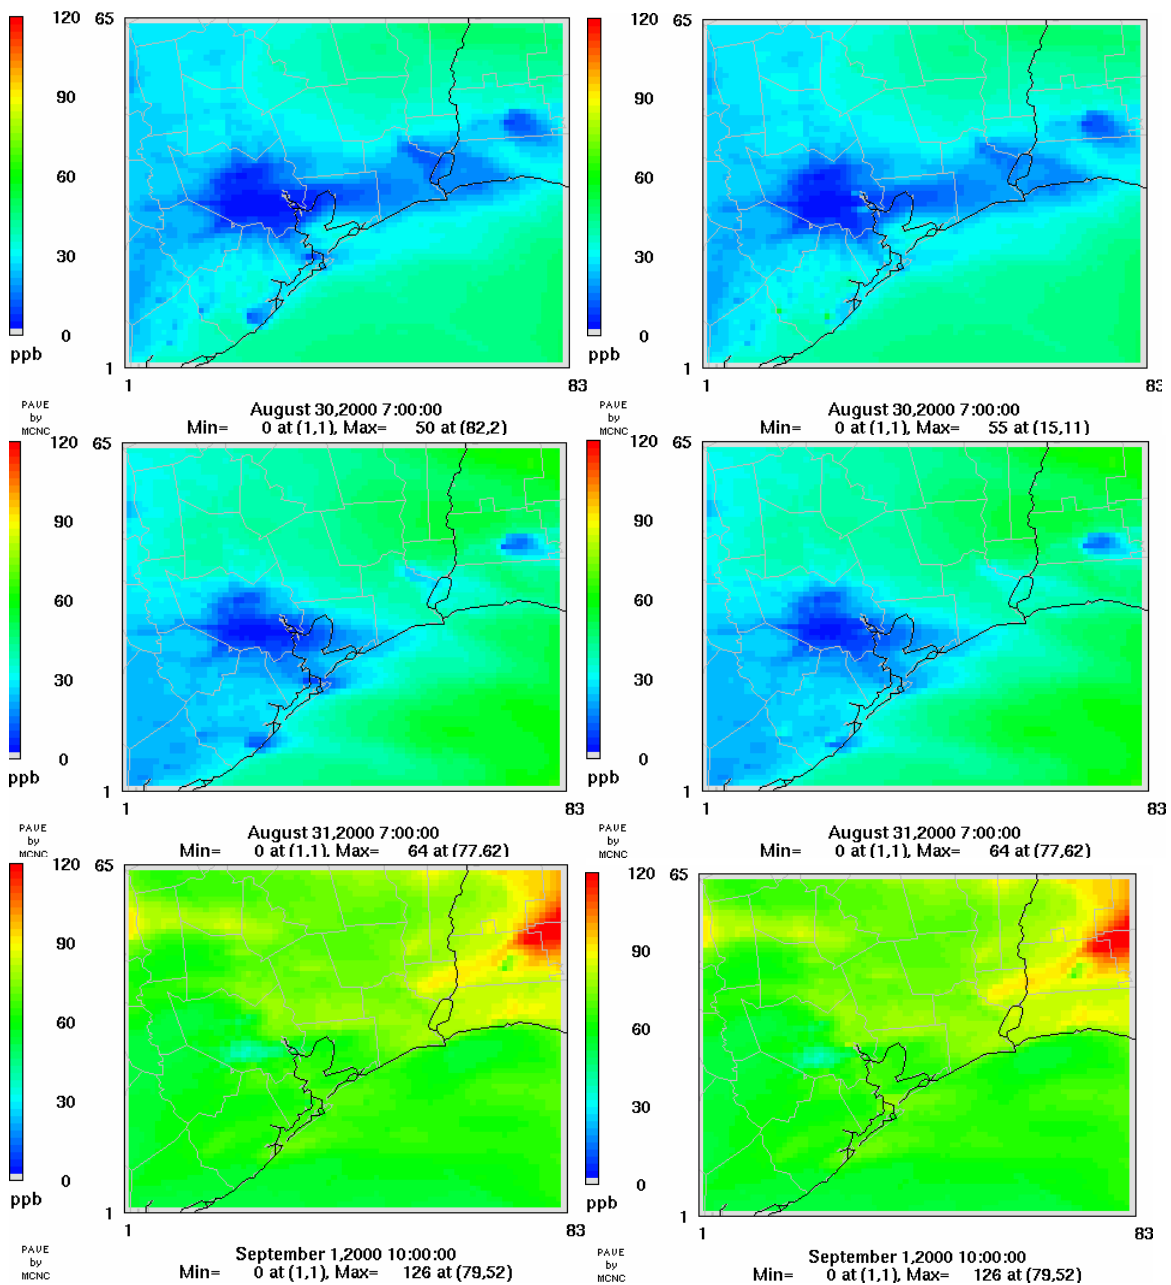 120 65
90
60
30
0
ppb
1
1 83
PAVE
by
MCNC
August 30,2000 7:00:00
Min= 0 at (1,1), Max= 50 at (82,2)
120 65
90
60
30
0
ppb
1
1 83
PAVE
by
MCNC
August 30,2000 7:00:00
Min= 0 at (1,1), Max= 55 at (15,11)
120 65
90
60
30
0
ppb
1
1 83
PAVE
by
MCNC
August 31,2000 7:00:00
Min= 0 at (1,1), Max= 64 at (77,62)
120 65
90
60
30
0
ppb
1
1 83
PAVE
by
MCNC
August 31,2000 7:00:00
Min= 0 at (1,1), Max= 64 at (77,62)
120 65
90
60
30
0
ppb
1
1 83
PAVE
by
MCNC
September 1,2000 10:00:00
Min= 0 at (1,1), Max= 126 at (79,52)
120 65
90
60
30
0
ppb
1
1 83
PAVE
by
MCNC
September 1,2000 10:00:00
Min= 0 at (1,1), Max= 126 at (79,52)